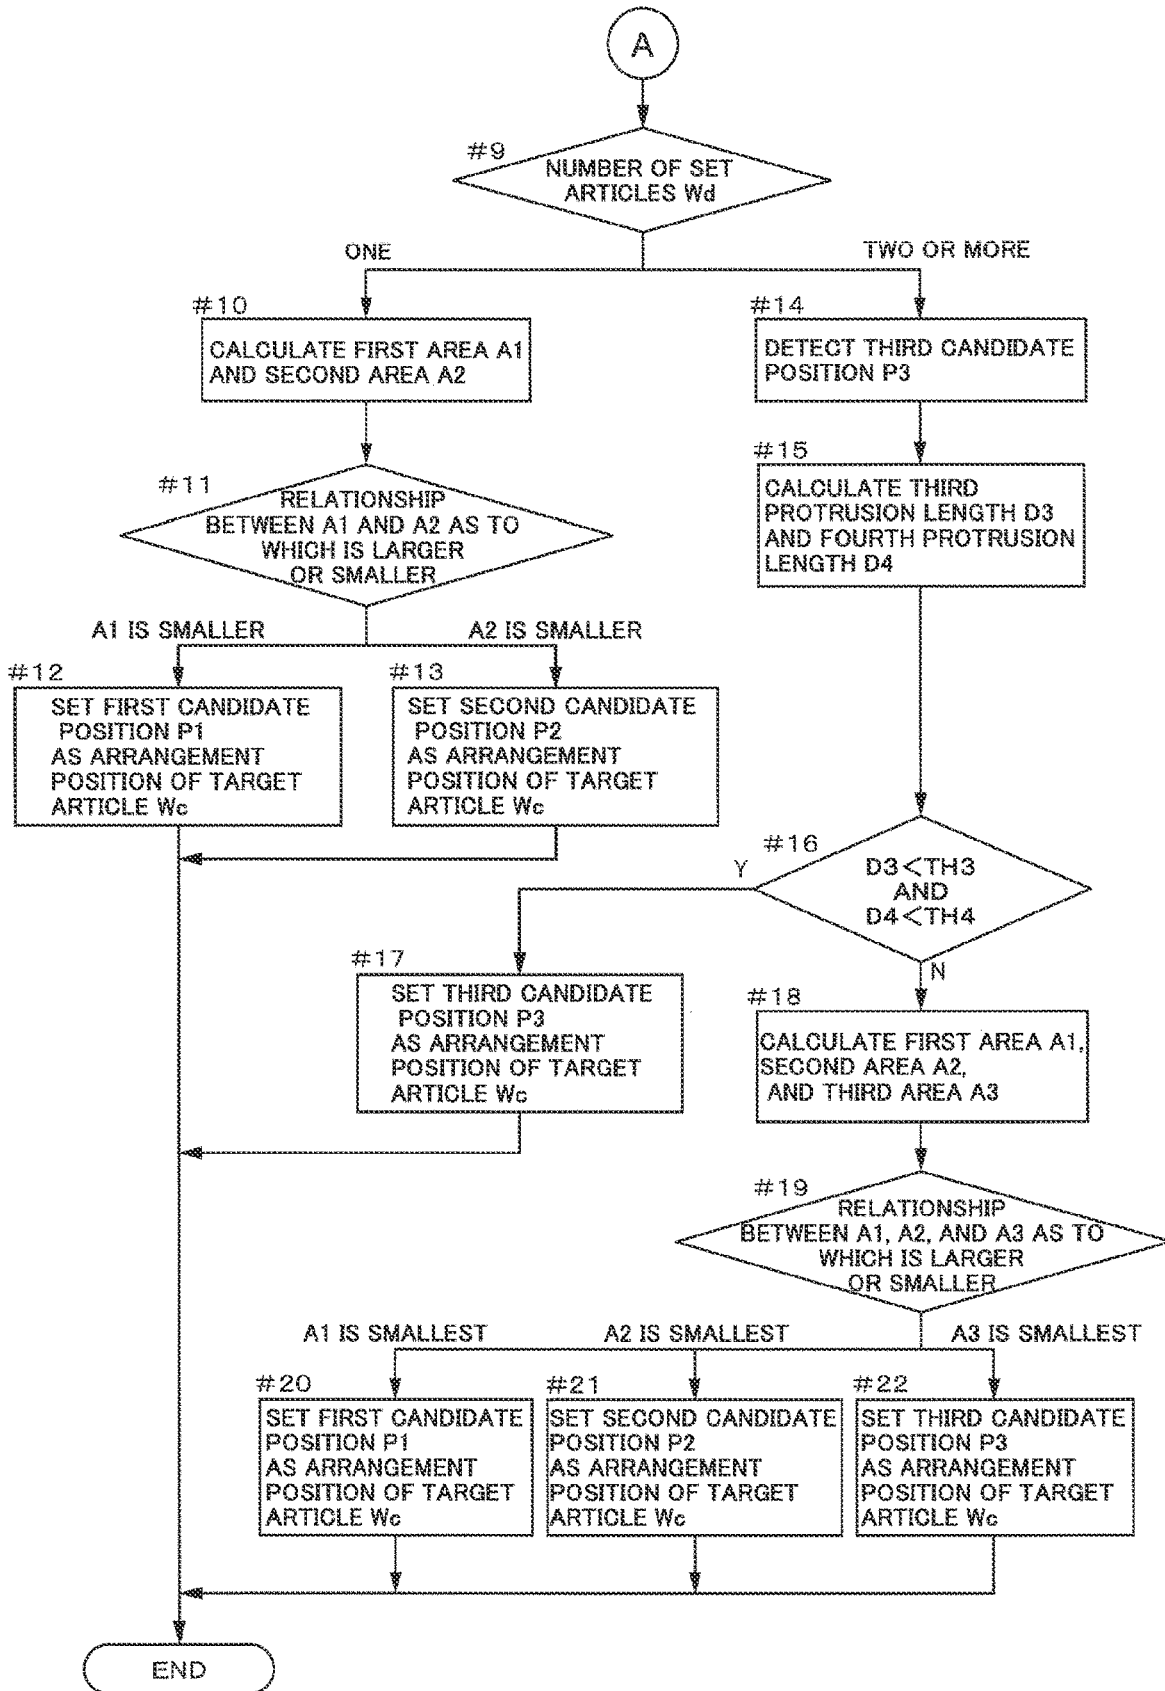 A
#9
NUMBER OF SET
ARTICLES Wd
ONE
TWO OR MORE
#10
CALCULATE FIRST AREA A1
AND SECOND AREA A2
#14
DETECT THIRD CANDIDATE
POSITION P3
#11
RELATIONSHIP
BETWEEN A1 AND A2 AS TO
WHICH IS LARGER
OR SMALLER
#15
CALCULATE THIRD
PROTRUSION LENGTH D3
AND FOURTH PROTRUSION
LENGTH D4
A1 IS SMALLER
A2 IS SMALLER
#12
SET FIRST CANDIDATE
POSITION P1
AS ARRANGEMENT
POSITION OF TARGET
ARTICLE Wc
#13
SET SECOND CANDIDATE
POSITION P2
AS ARRANGEMENT
POSITION OF TARGET
ARTICLE Wc
#16
D3<TH3
AND
D4<TH4
Y
N
#17
SET THIRD CANDIDATE
POSITION P3
AS ARRANGEMENT
POSITION OF TARGET
ARTICLE Wc
#18
CALCULATE FIRST AREA A1,
SECOND AREA A2,
AND THIRD AREA A3
#19
RELATIONSHIP
BETWEEN A1, A2, AND A3 AS TO
WHICH IS LARGER
OR SMALLER
A1 IS SMALLEST
A2 IS SMALLEST
A3 IS SMALLEST
#20
SET FIRST CANDIDATE
POSITION P1
AS ARRANGEMENT
POSITION OF TARGET
ARTICLE Wc
#21
SET SECOND CANDIDATE
POSITION P2
AS ARRANGEMENT
POSITION OF TARGET
ARTICLE Wc
#22
SET THIRD CANDIDATE
POSITION P3
AS ARRANGEMENT
POSITION OF TARGET
ARTICLE Wc
END